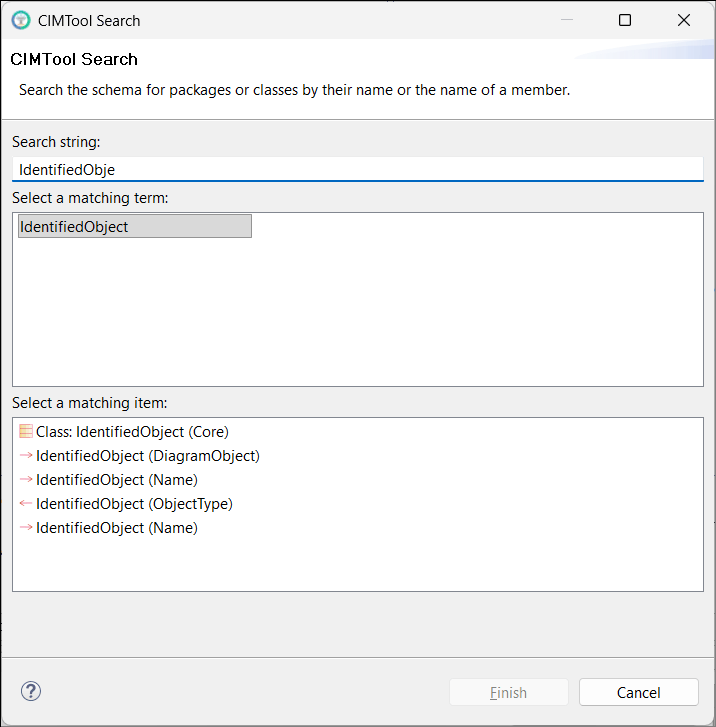 CIMTool Search
CIMTool Search
Search the schema for packages or classes by their name or the name of a member.
Search string:
IdentifiedObje
Select a matching term:
IdentifiedObject
Select a matching item:
Class: IdentifiedObject (Core)
IdentifiedObject (DiagramObject)
IdentifiedObject (Name)
IdentifiedObject (ObjectType)
IdentifiedObject (Name)
Finish
Cancel